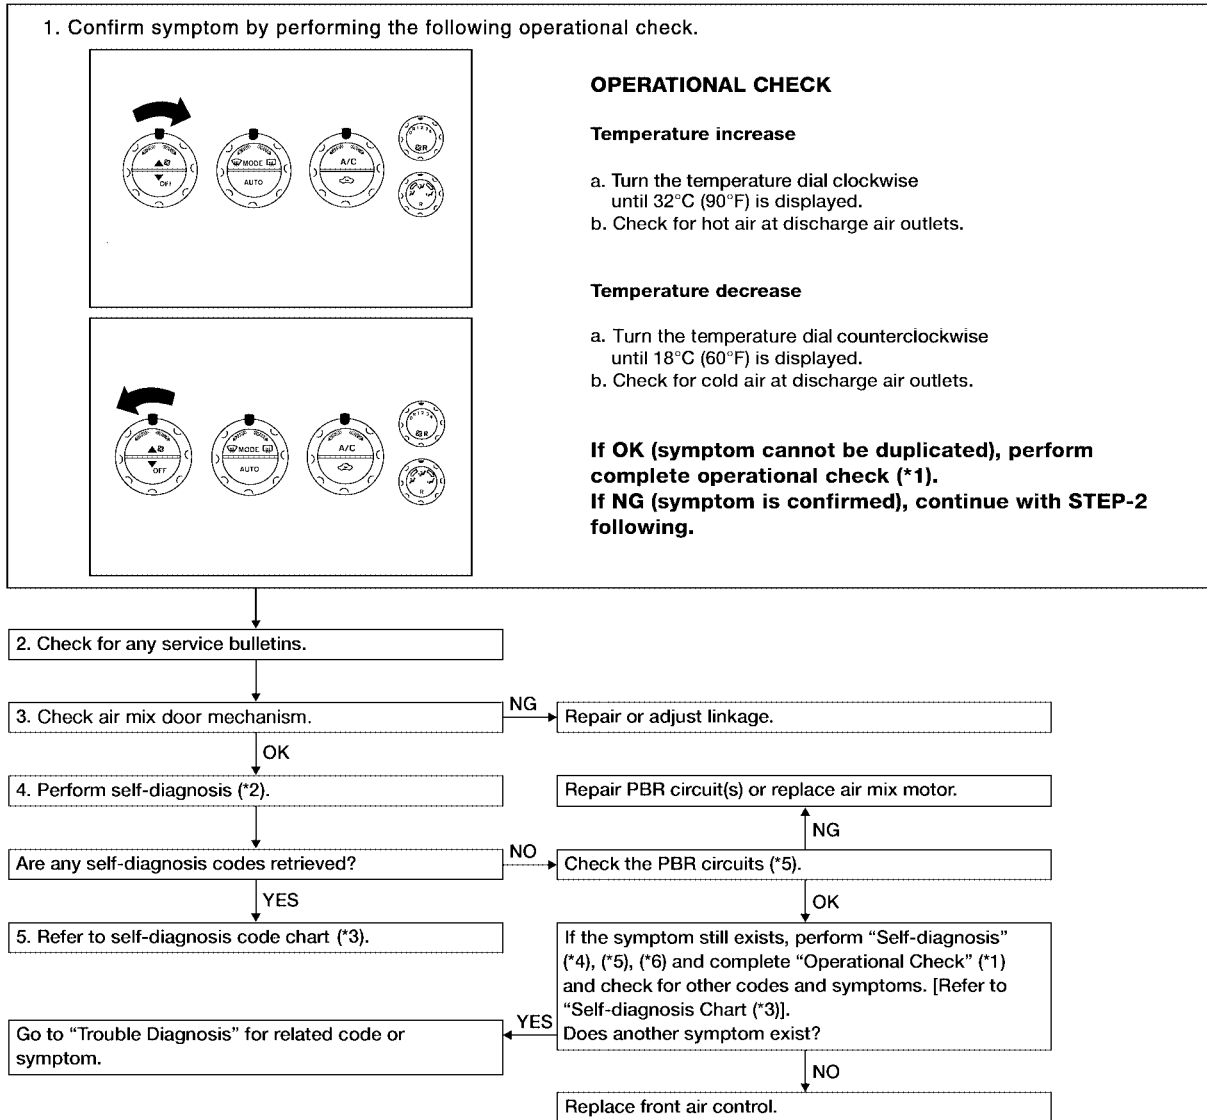 1. Confirm symptom by performing the following operational check.
MODE
A/C
R
OFF
AUTO
R
OPERATIONAL CHECK
Temperature increase
a. Turn the temperature dial clockwise
until 32°C (90°F) is displayed.
b. Check for hot air at discharge air outlets.
Temperature decrease
a. Turn the temperature dial counterclockwise
until 18°C (60°F) is displayed.
b. Check for cold air at discharge air outlets.
MODE
A/C
R
OFF
AUTO
R
If OK (symptom cannot be duplicated), perform
complete operational check (*1).
If NG (symptom is confirmed), continue with STEP-2
following.
2. Check for any service bulletins.
3. Check air mix door mechanism.
NG
Repair or adjust linkage.
OK
4. Perform self-diagnosis (*2).
Repair PBR circuit(s) or replace air mix motor.
NG
Are any self-diagnosis codes retrieved?
NO
Check the PBR circuits (*5).
YES
OK
5. Refer to self-diagnosis code chart (*3).
If the symptom still exists, perform “Self-diagnosis”
(*4), (*5), (*6) and complete “Operational Check” (*1)
and check for other codes and symptoms. [Refer to
“Self-diagnosis Chart (*3)].
Does another symptom exist?
YES
Go to “Trouble Diagnosis” for related code or
symptom.
NO
Replace front air control.